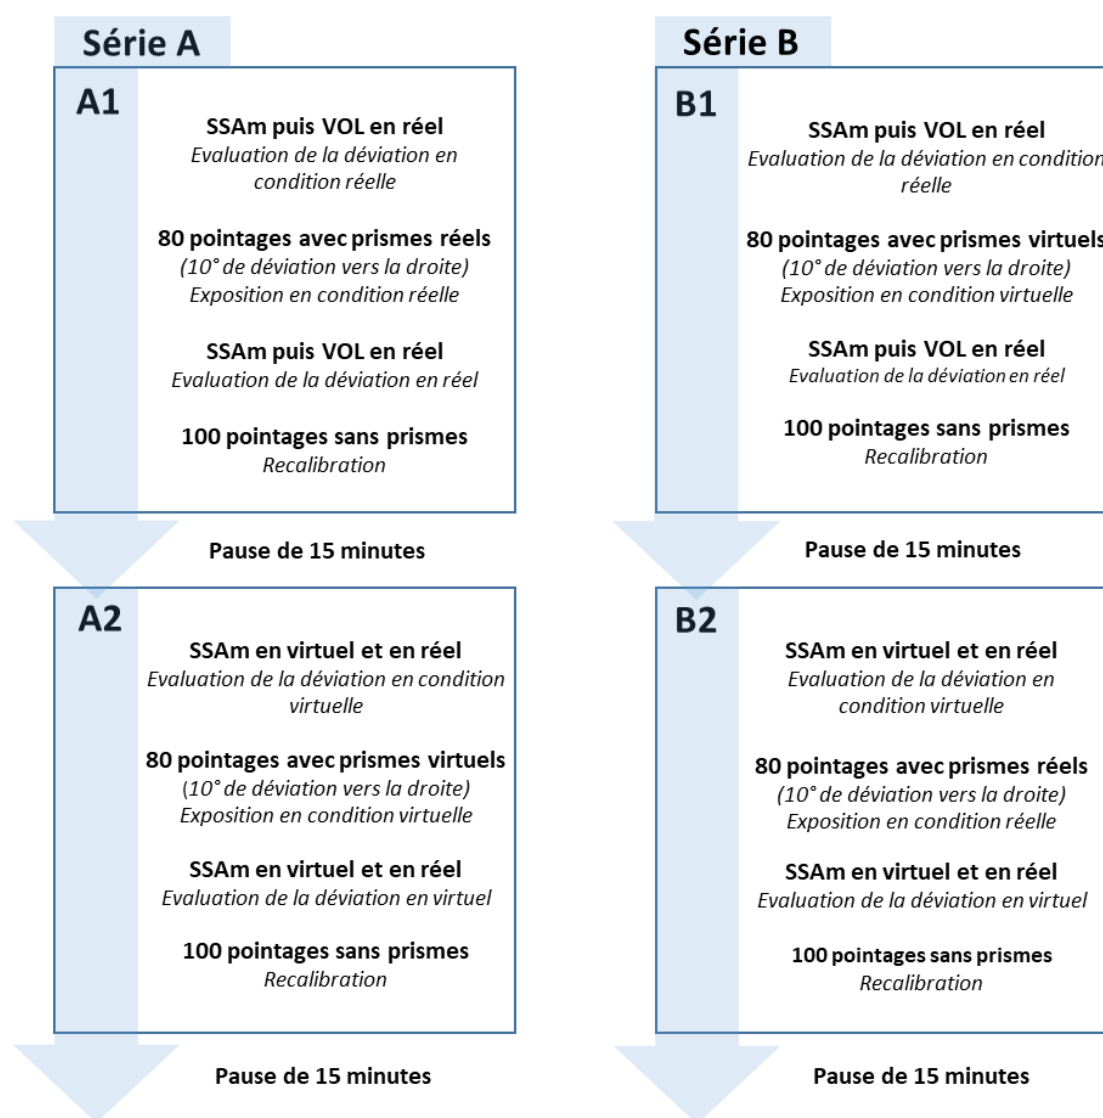 Série A
A1
SSAm puis VOL en réel
Evaluation de la déviation en
condition réelle
80 pointages avec prismes réels
(10° de déviation vers la droite)
Exposition en condition réelle
SSAm puis VOL en réel
Evaluation de la déviation en réel
100 pointages sans prismes
Recalibration
Pause de 15 minutes
A2
SSAm en virtuel et en réel
Evaluation de la déviation en condition
virtuelle
80 pointages avec prismes virtuels
(10° de déviation vers la droite)
Exposition en condition virtuelle
SSAm en virtuel et en réel
Evaluation de la déviation en virtuel
100 pointages sans prismes
Recalibration
Pause de 15 minutes
Série B
B1
SSAm puis VOL en réel
Evaluation de la déviation en condition
réelle
80 pointages avec prismes virtuels
(10° de déviation vers la droite)
Exposition en condition virtuelle
SSAm puis VOL en réel
Evaluation de la déviation en réel
100 pointages sans prismes
Recalibration
Pause de 15 minutes
B2
SSAm en virtuel et en réel
Evaluation de la déviation en
condition virtuelle
80 pointages avec prismes réels
(10° de déviation vers la droite)
Exposition en condition réelle
SSAm en virtuel et en réel
Evaluation de la déviation en virtuel
100 pointages sans prismes
Recalibration
Pause de 15 minutes